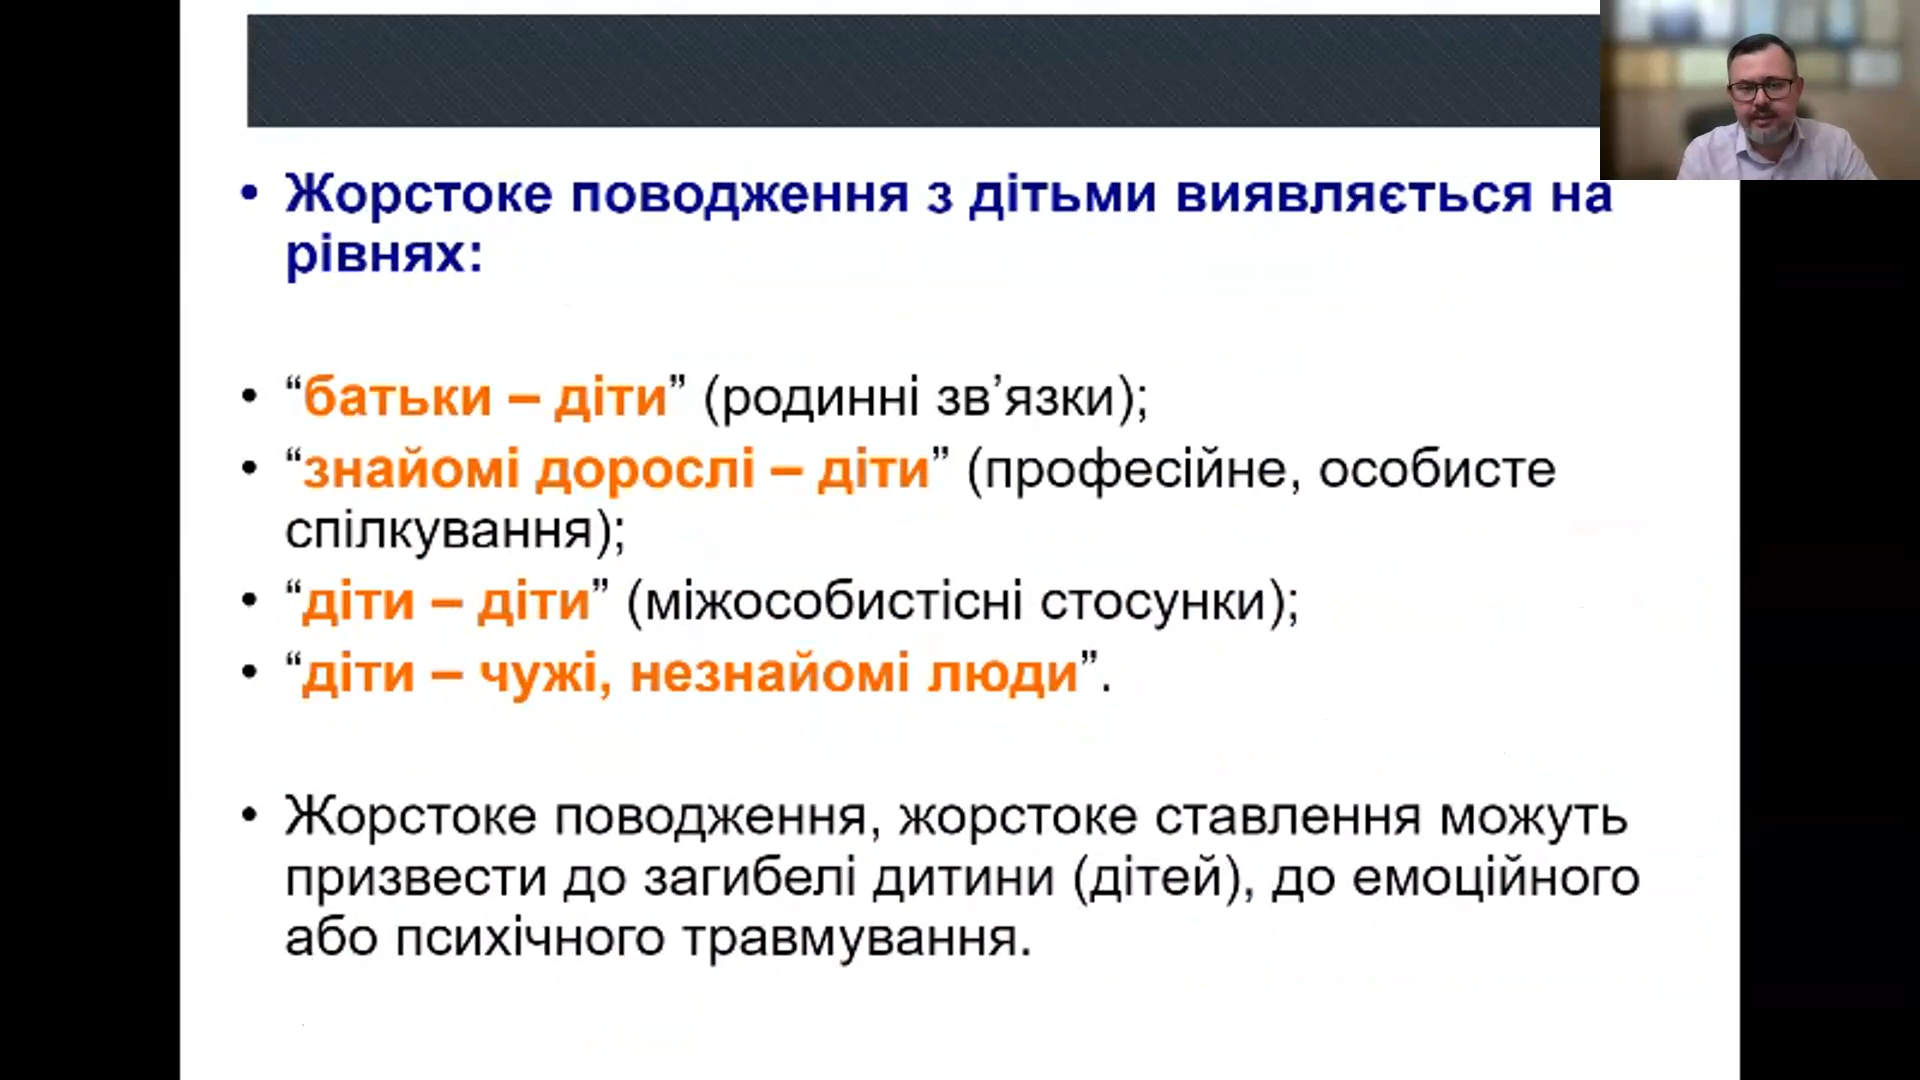 • Жорстоке поводження з дітьми виявляється на
рівнях:
• “батьки – діти” (родинні зв’язки);
• “знайомі дорослі – діти” (професійне, особисте
спілкування);
• “діти – діти” (міжособистісні стосунки);
• “діти – чужі, незнайомі люди”.
• Жорстоке поводження, жорстоке ставлення можуть
призвести до загибелі дитини (дітей), до емоційного
або психічного травмування.